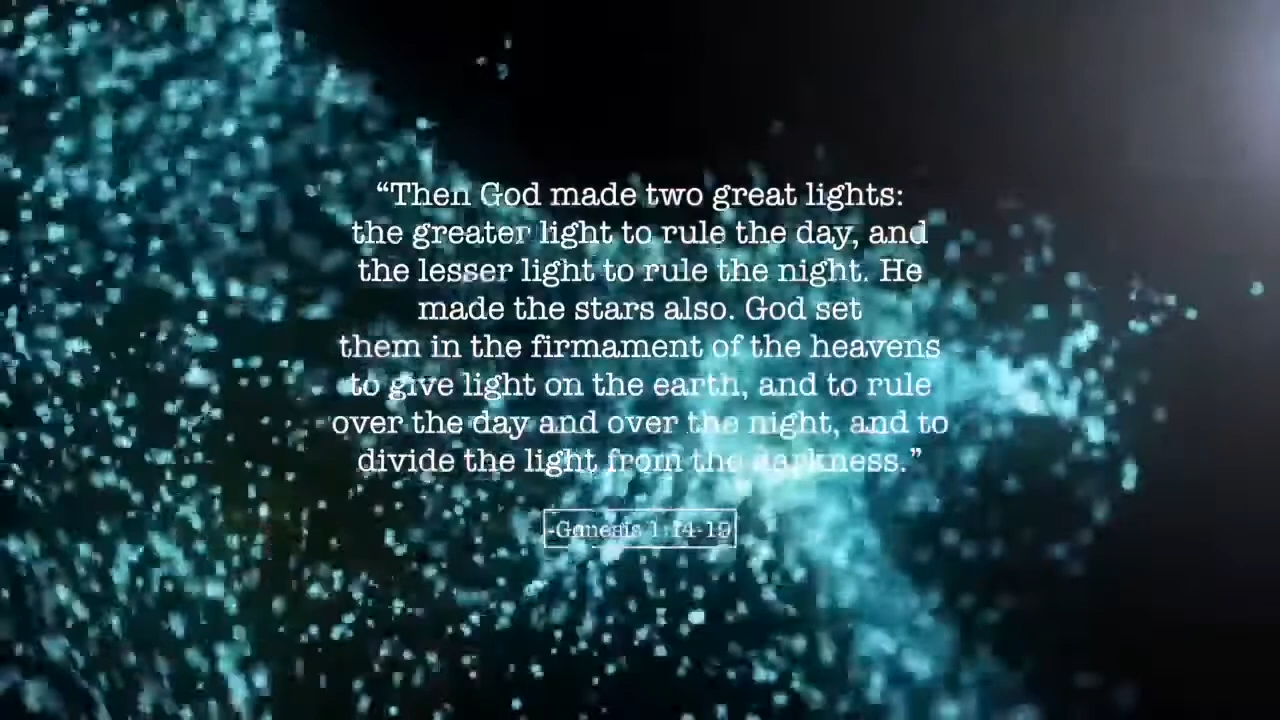 “Then God made two great lights:
the greater light to rule the day, and
the lesser light to rule the night. He
made the stars also. God set
them in the firmament of the heavens
to give light on the earth, and to rule
over the day and over the night, and to
divide the light from the darkness.”
-Genesis 1:14-19